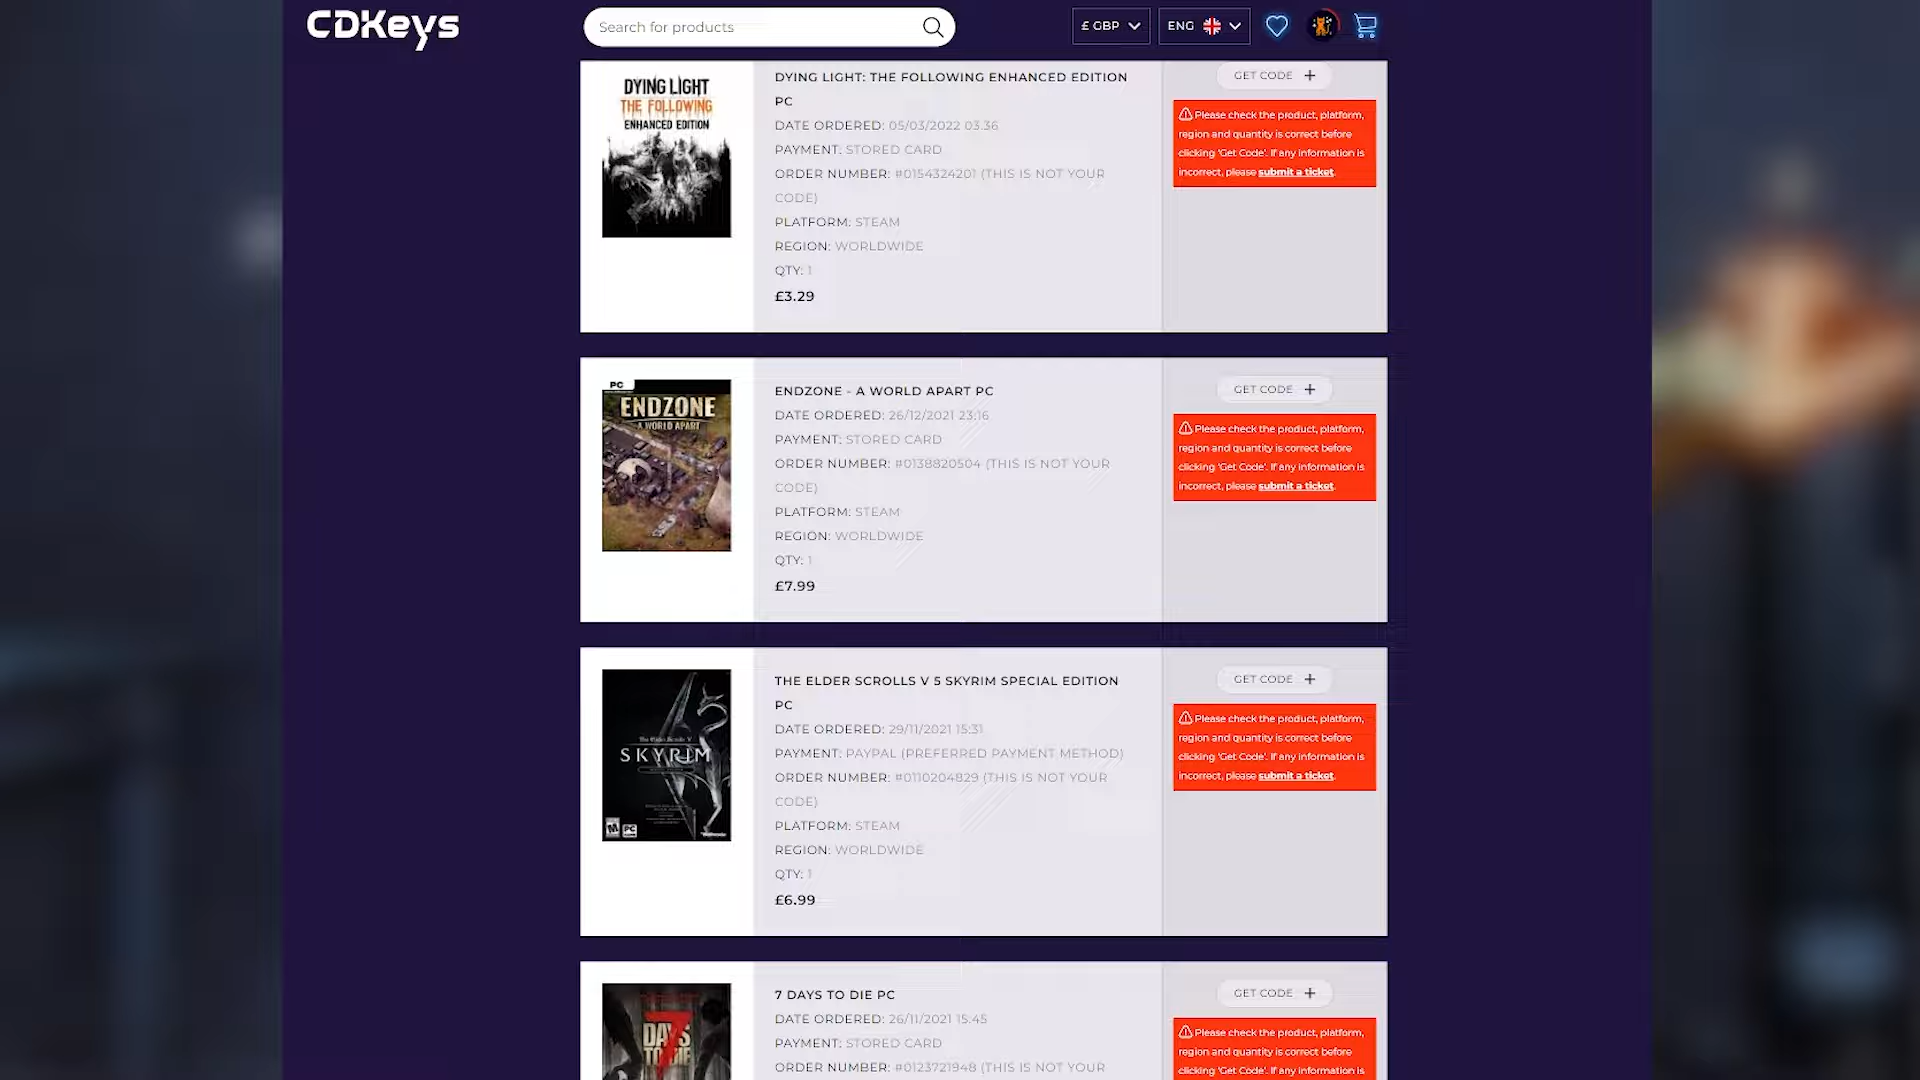 CDKeys
Search for products
£ GBP
ENG
DYING LIGHT
THE FOLLOWING
ENHANCED EDITION
DYING LIGHT: THE FOLLOWING ENHANCED EDITION
PC
DATE ORDERED: 05/03/2022 03:36
PAYMENT: STORED CARD
ORDER NUMBER: #0154324201 (THIS IS NOT YOUR
CODE)
PLATFORM: STEAM
REGION: WORLDWIDE
QTY: 1
£3.29
GET CODE +
Please check the product, platform,
region and quantity is correct before
clicking 'Get Code'. If any information is
incorrect, please submit a ticket.
PC
ENDZONE
A WORLD APART
ENDZONE - A WORLD APART PC
DATE ORDERED: 26/12/2021 23:16
PAYMENT: STORED CARD
ORDER NUMBER: #0138820504 (THIS IS NOT YOUR
CODE)
PLATFORM: STEAM
REGION: WORLDWIDE
QTY: 1
£7.99
GET CODE +
Please check the product, platform,
region and quantity is correct before
clicking 'Get Code'. If any information is
incorrect, please submit a ticket.
The Elder Scrolls V
SKYRIM
M PC
THE ELDER SCROLLS V 5 SKYRIM SPECIAL EDITION
PC
DATE ORDERED: 29/11/2021 15:31
PAYMENT: PAYPAL (PREFERRED PAYMENT METHOD)
ORDER NUMBER: #0110204829 (THIS IS NOT YOUR
CODE)
PLATFORM: STEAM
REGION: WORLDWIDE
QTY: 1
£6.99
GET CODE +
Please check the product, platform,
region and quantity is correct before
clicking 'Get Code'. If any information is
incorrect, please submit a ticket.
7
DAYS
TO DIE
7 DAYS TO DIE PC
DATE ORDERED: 26/11/2021 15:45
PAYMENT: STORED CARD
ORDER NUMBER: #0123721948 (THIS IS NOT YOUR
GET CODE +
Please check the product, platform,
region and quantity is correct before
clicking 'Get Code'. If any information is